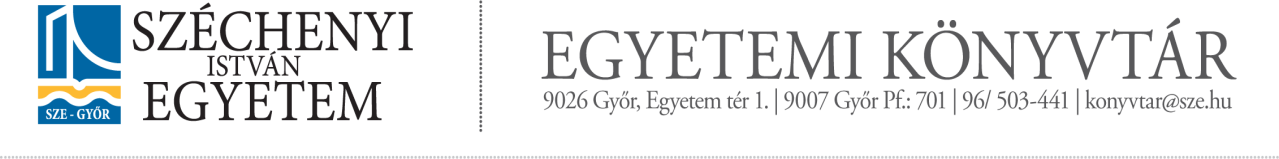 SZÉCHENYI
ISTVÁN
EGYETEM
SZE - GYŐR
EGYETEMI KÖNYVTÁR
9026 Győr, Egyetem tér 1. | 9007 Győr Pf.: 701 | 96/ 503-441 | konyvtar@sze.hu